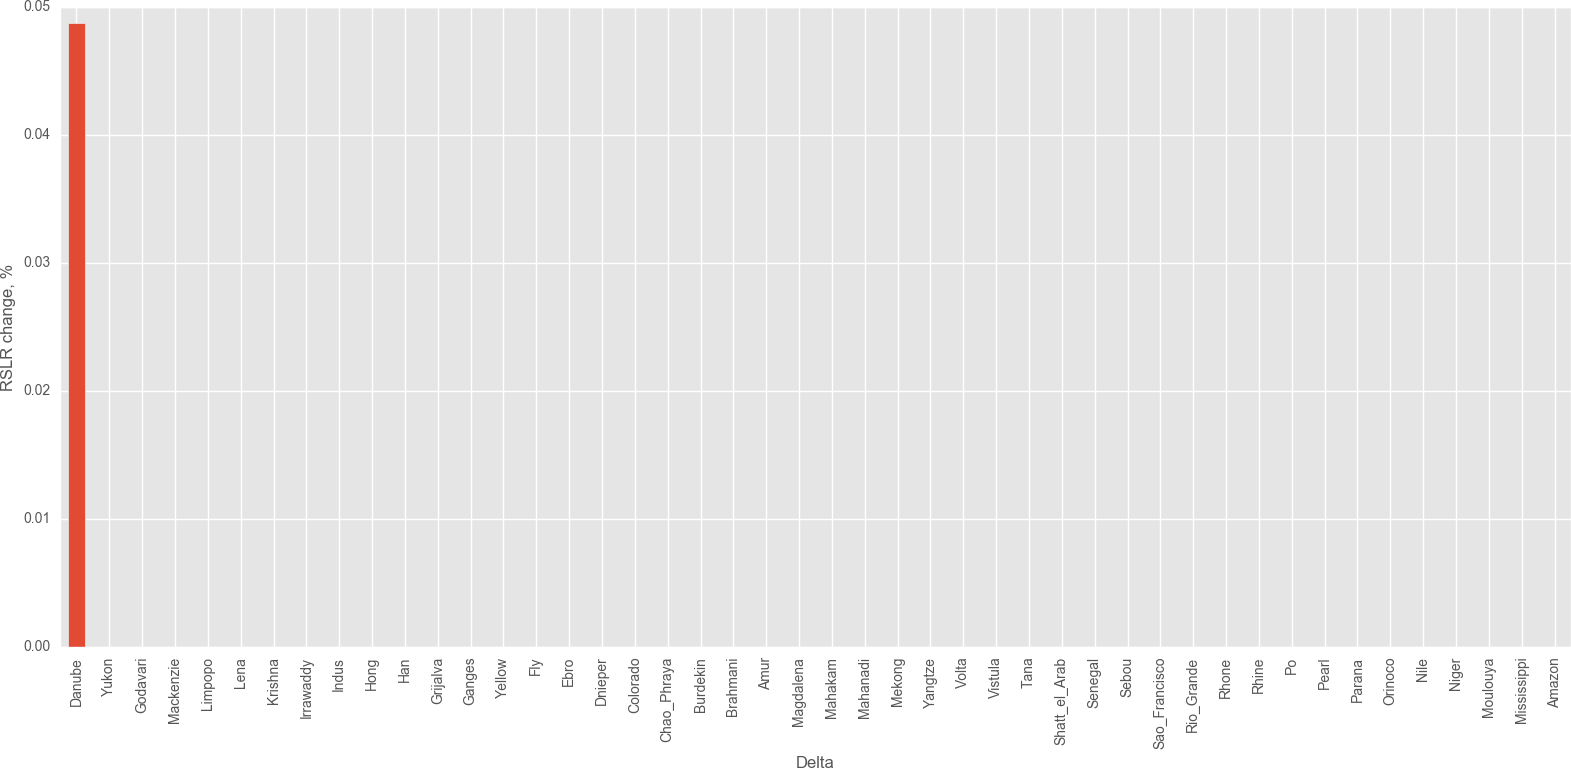 0.05
0.04
0.03
0.02
0.01
0.00
RSLR change, %
Danube
Yukon
Godavari
Mackenzie
Limpopo
Lena
Krishna
Irrawaddy
Indus
Hong
Han
Grijalva
Ganges
Yellow
Fly
Ebro
Dnieper
Colorado
Chao_Phraya
Burdekin
Brahmani
Amur
Magdalena
Mahakam
Mahanadi
Mekong
Yangtze
Volta
Vistula
Tana
Shatt_el_Arab
Senegal
Sebou
Sao_Francisco
Rio_Grande
Rhone
Rhine
Po
Pearl
Parana
Orinoco
Nile
Niger
Moulouya
Mississippi
Amazon
Delta